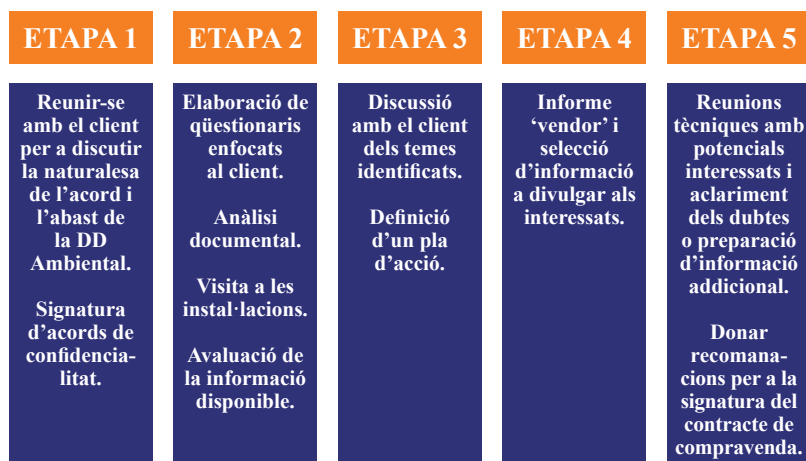 ETAPA 1
Reunir-se
amb el client
per a discutir
la naturalesa
de l’acord i
l’abast de
la DD
Ambiental.
Signatura
d’acords de
confidencia-
litat.
ETAPA 2
Elaboració de
qüestionaris
enfocats
al client.
Anàlisi
documental.
Visita a les
instal·lacions.
Avaluació de
la informació
disponible.
ETAPA 3
Discussió
amb el client
dels temes
identificats.
Definició
d’un pla
d’acció.
ETAPA 4
Informe
‘vendor’ i
selecció
d’informació
a divulgar als
interessats.
ETAPA 5
Reunions
tècniques amb
potencials
interessats i
aclariment
dels dubtes
o preparació
d’informació
addicional.
Donar
recomana-
cions per a la
signatura del
contracte de
compravenda.